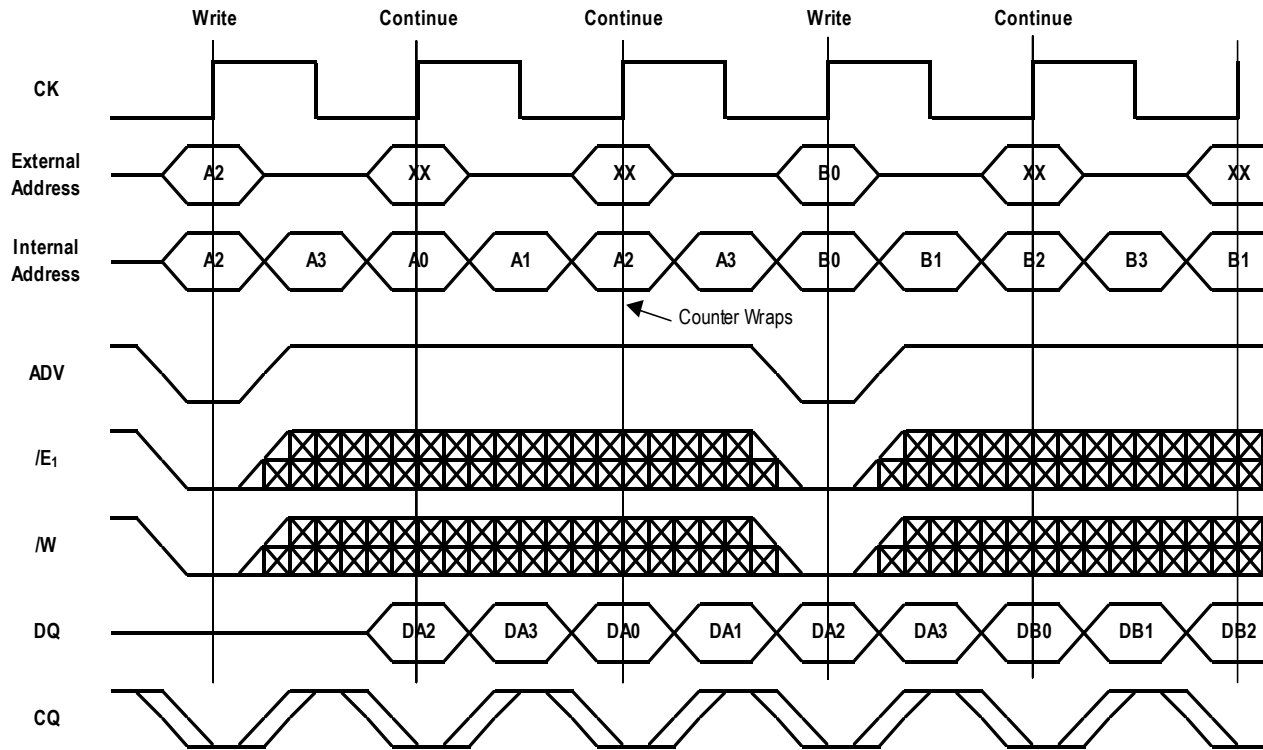 Write Continue Continue Write Continue
CK
External
Address
A2 XX XX B0 XX XX
Internal
Address
A2 A3 A0 A1 A2 A3 B0 B1 B2 B3 B1
Counter Wraps
ADV
/E1
/W
DQ
DA2 DA3 DA0 DA1 DA2 DA3 DB0 DB1 DB2
CQ